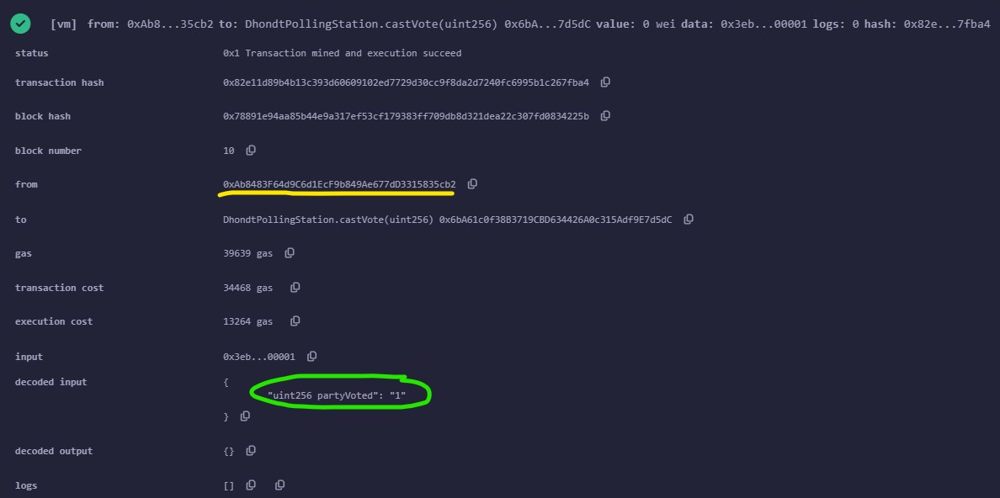 [vm] from: 0xAb8...35cb2 to: DhondtPollingStation.castVote(uint256) 0x6bA...7d5dC value: 0 wei data: 0x3eb...00001 logs: 0 hash: 0x82e...7fba4
status 0x1 Transaction mined and execution succeed
transaction hash 0x82e11d89b4b13c393d60609102ed7729d30cc9f8da2d7240fc6995b1c267fba4
block hash 0x78891e94aa85b44e9a317ef53cf179383ff709db8d321dea22c307fd0834225b
block number 10
from 0xAb8483F64d9C6d1EcF9b849Ae677dD3315835cb2
to DhondtPollingStation.castVote(uint256) 0x6bA61c0f38B3719CBD634426A0c315Adf9E7d5dC
gas 39639 gas
transaction cost 34468 gas
execution cost 13264 gas
input 0x3eb...00001
decoded input {
"uint256 partyVoted": "1"
}
decoded output {}
logs []